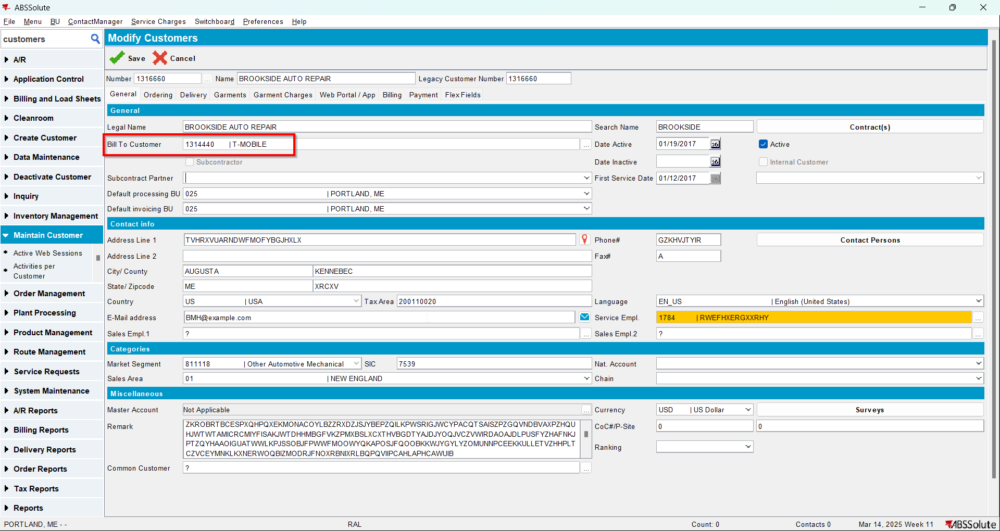 ABSSolute
File Menu BU ContactManager Service Charges Switchboard Preferences Help
customers
Modify Customers
Save Cancel
Number 1316660 ... Name BROOKSIDE AUTO REPAIR Legacy Customer Number 1316660
General Ordering Delivery Garments Garment Charges Web Portal / App Billing Payment Flex Fields
A/R
Application Control
Billing and Load Sheets
Cleanroom
Create Customer
Data Maintenance
Deactivate Customer
Inquiry
Inventory Management
Maintain Customer
Active Web Sessions
Activities per
Customer
Order Management
Plant Processing
Product Management
Route Management
Service Requests
System Maintenance
A/R Reports
Billing Reports
Delivery Reports
Order Reports
Tax Reports
Reports
General
Legal Name BROOKSIDE AUTO REPAIR Search Name BROOKSIDE Contract(s)
Bill To Customer 1314440 | T-MOBILE ... Date Active 01/19/2017 16 Active
Subcontractor Date Inactive 16 Internal Customer
Subcontract Partner First Service Date 01/12/2017 16
Default processing BU 025 | PORTLAND, ME
Default invoicing BU 025 | PORTLAND, ME
Contact info
Address Line 1 TVHRXVUARNDWFMOFYBGJHXLX Phone# GZKHVJTYIR Contact Persons
Address Line 2 Fax# A
City/ County AUGUSTA KENNEBEC
State/ Zipcode ME XRCXV
Country US | USA Tax Area 200110020 Language EN_US | English (United States)
E-Mail address BMH@example.com Service Empl. 1784 | RWEFHXERGXXRHY ...
Sales Empl.1 ? ... Sales Empl.2 ? ...
Categories
Market Segment 811118 | Other Automotive Mechanical SIC 7539 Nat. Account
Sales Area 01 | NEW ENGLAND Chain
Miscellaneous
Master Account Not Applicable ... Currency USD | US Dollar Surveys
Remark ZKROBRTBCESPXQHPQXEKMONACOYLBZZRXDZJSJYBEPZQILKPWSRIGJWCYPACQTSAISZPZGQVNDBVAXPZHQU CoC#/P-Site 0 0
HJWTWTAMICRCMIYFISAKJWTDHHMBGFVKZPMXBSLXCXTHVBGDTYAJDJYOQJVCZVWIRDAOAJDLPUSFYZHAFNKJ
PTZQYHAAOIGUATWWLKPJSSOBJFPWWFMOOWYQKAPOSJFQOOBKKWJYGYLYZOMUNNPCEEKKULLETVZHHPLT Ranking
CZVCEYMNKLKXNERWOQBIZMODRJFNOXRBNIXRLBQPQVIIPCAHLAPHCAWUIB
Common Customer ? ...
PORTLAND, ME - - RAL Count: 0 Contacts 0 Mar 14, 2025 Week 11 ABSSolute